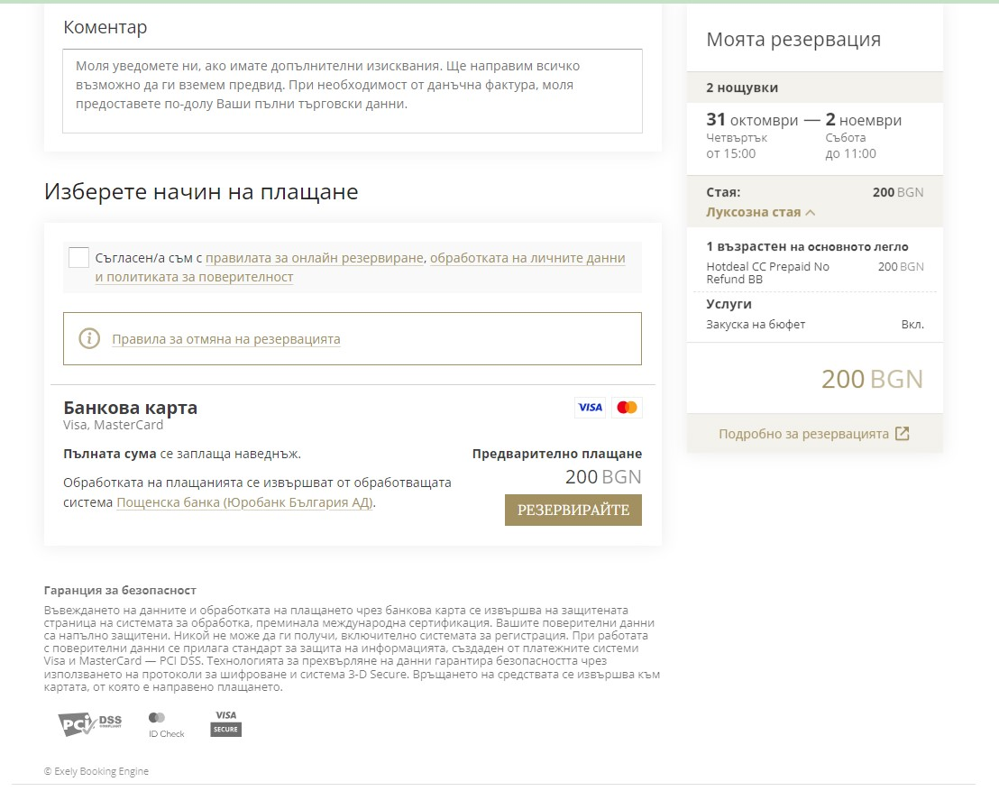 Коментар
Моля уведомете ни, ако имате допълнителни изисквания. Ще направим всичко
възможно да ги вземем предвид. При необходимост от данъчна фактура, моля
предоставете по-долу Ваши пълни търговски данни.
Изберете начин на плащане
Съгласен/а съм с правилата за онлайн резервиране, обработката на личните данни
и политиката за поверителност
Правила за отмяна на резервацията
Банкова карта
Visa, MasterCard
VISA
Пълната сума се заплаща наведнъж.
Обработката на плащанията се извършват от обработващата
система Пощенска банка (Юробанк България АД).
Предварително плащане
200 BGN
РЕЗЕРВИРАЙТЕ
Моята резервация
2 нощувки
31 октомври — 2 ноември
Четвъртък Събота
от 15:00 до 11:00
Стая: 200 BGN
Луксозна стая
1 възрастен на основното легло
Hotdeal CC Prepaid No 200 BGN
Refund BB
Услуги
Закуска на бюфет Вкл.
200 BGN
Подробно за резервацията
Гаранция за безопасност
Въвеждането на данните и обработката на плащането чрез банкова карта се извършва на защитената
страница на системата за обработка, преминала международна сертификация. Вашите поверителни данни
са напълно защитени. Никой не може да ги получи, включително системата за регистрация. При работата
с поверителни данни се прилага стандарт за защита на информацията, създаден от платежните системи
Visa и MasterCard — PCI DSS. Технологията за прехвърляне на данни гарантира безопасността чрез
използването на протоколи за шифроване и система 3-D Secure. Връщането на средствата се извършва към
картата, от която е направено плащането.
PCI DSS
COMPLIANT
ID Check
VISA
SECURE
© Exely Booking Engine